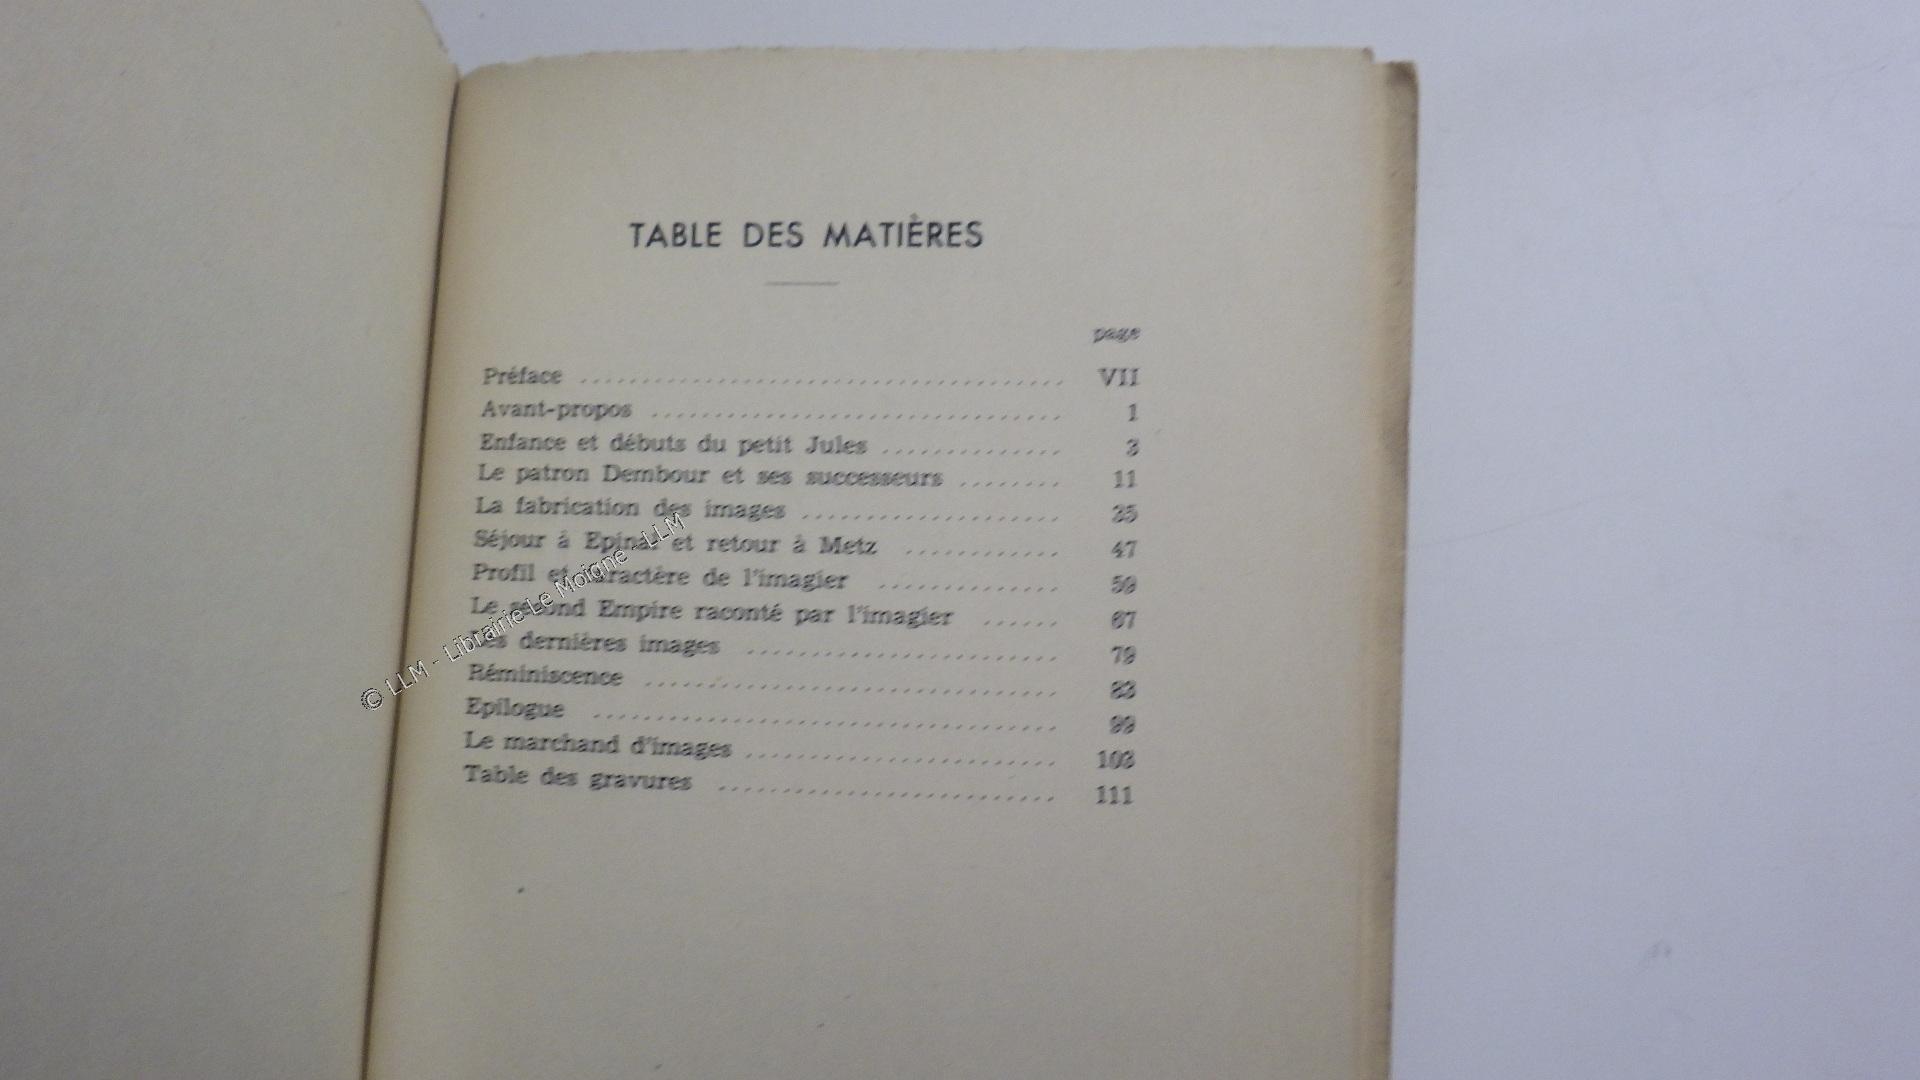 TABLE DES MATIÈRES
page
Préface ........................................ VII
Avant-propos ................................. 1
Enfance et débuts du petit Jules .............. 3
Le patron Dembour et ses successeurs ........ 11
La fabrication des images .................... 35
Séjour à Epinal et retour à Metz ............ 47
Profil et caractère de l'imagier .............. 59
Le second Empire raconté par l'imagier ...... 67
Les dernières images ......................... 79
Réminiscence ................................. 83
Epilogue ..................................... 99
Le marchand d'images ......................... 103
Table des gravures ........................... 111
© LLM - Librairie Le Moigne - LLM